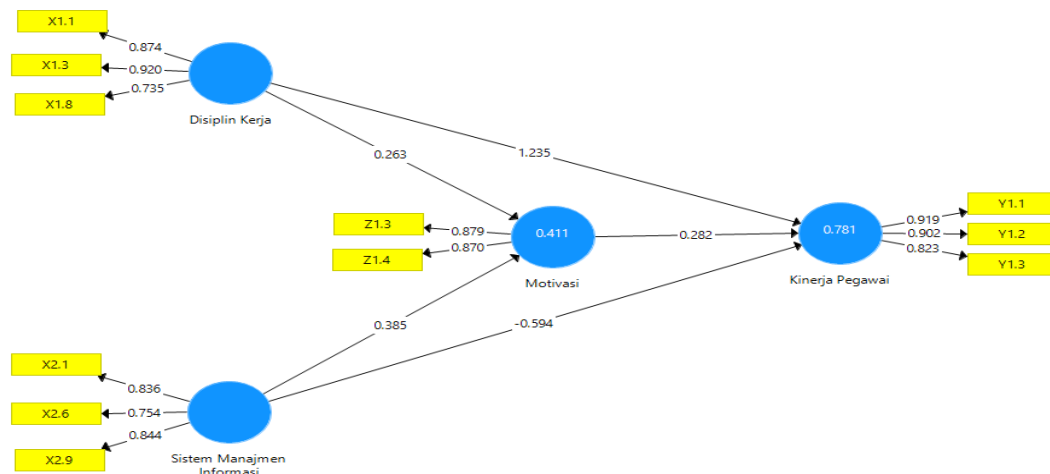 X1.1
0.874
X1.3
0.920
0.735
X1.8
Disiplin Kerja
0.263
1.235
Z1.3
0.879
0.870
Z1.4
0.411
Motivasi
0.282
0.781
Kinerja Pegawai
0.919
Y1.1
0.902
Y1.2
0.823
Y1.3
0.385
-0.594
X2.1
0.836
X2.6
0.754
0.844
X2.9
Sistem Manajmen
Informasi